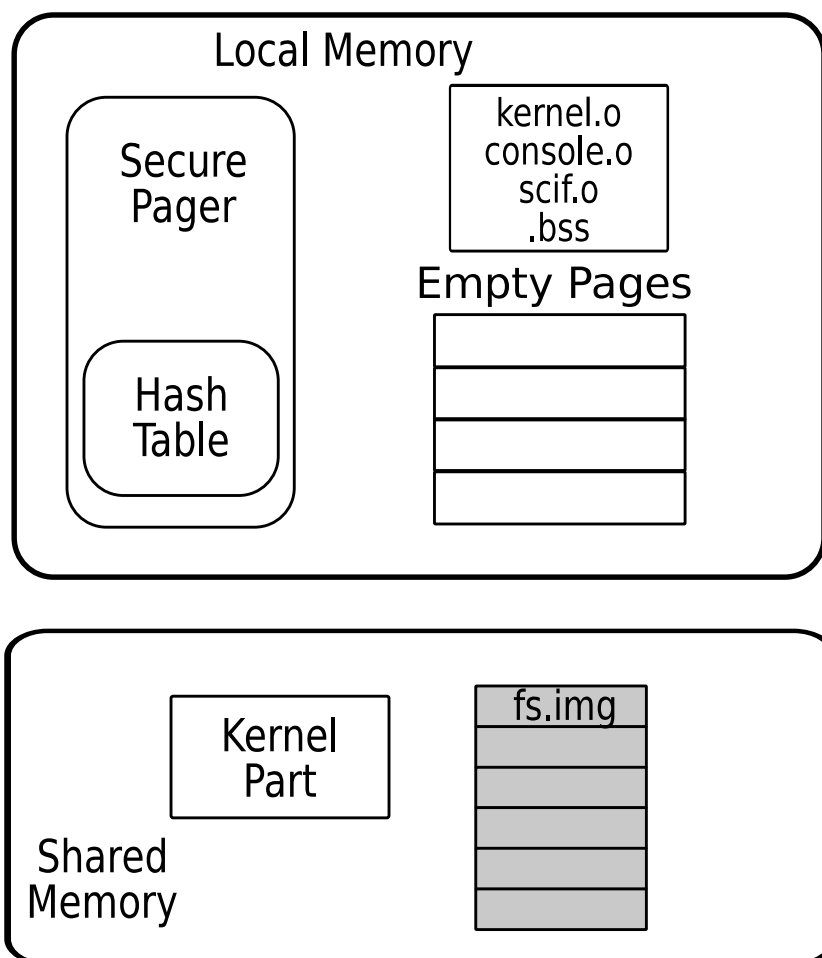 Local Memory
Secure
Pager
Hash
Table
kernel.o
console.o
scif.o
.bss
Empty Pages
Kernel
Part
fs.img
Shared
Memory